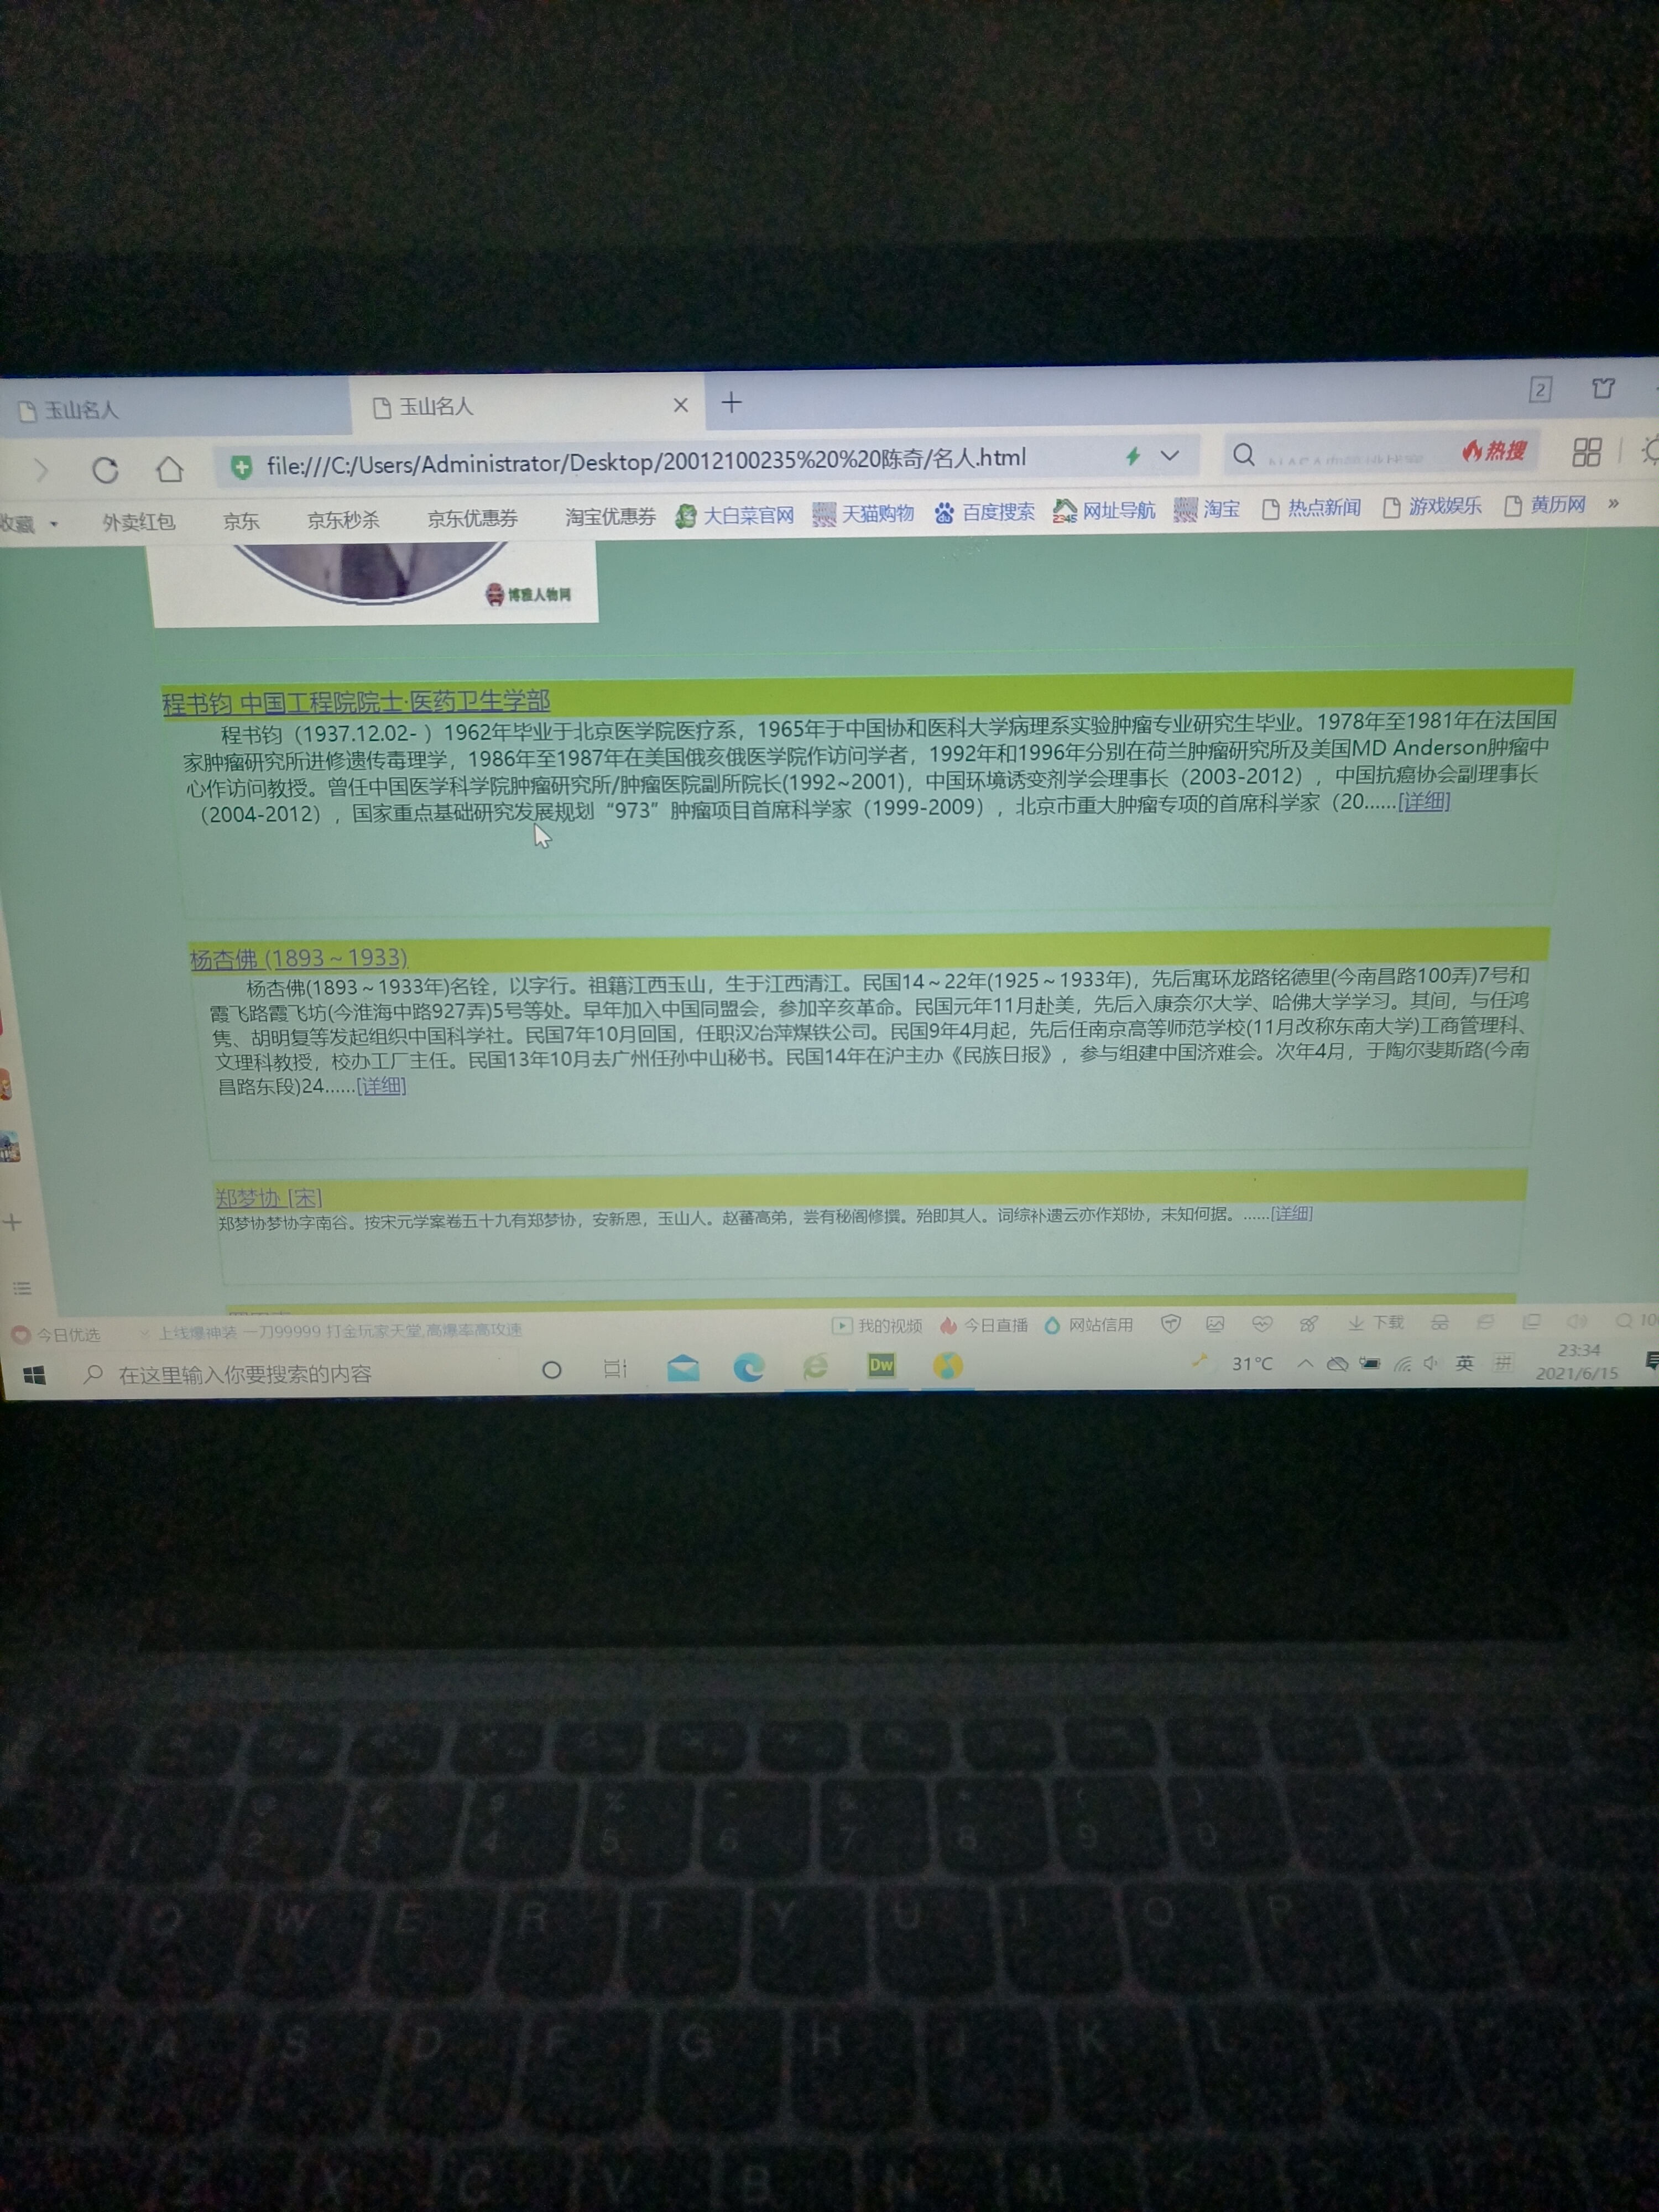 玉山名人
玉山名人
2
file:///C:/Users/Administrator/Desktop/20012100235%20%20陈奇/名人.html
热搜
收藏 外卖红包 京东 京东秒杀 京东优惠券 淘宝优惠券 大白菜官网 天猫购物 百度搜索 网址导航 淘宝 热点新闻 游戏娱乐 黄历网 »
博雅人物网
程书钧 中国工程院院士·医药卫生学部
程书钧（1937.12.02- ）1962年毕业于北京医学院医疗系，1965年于中国协和医科大学病理系实验肿瘤专业研究生毕业。1978年至1981年在法国国
家肿瘤研究所进修遗传毒理学，1986年至1987年在美国俄亥俄医学院作访问学者，1992年和1996年分别在荷兰肿瘤研究所及美国MD Anderson肿瘤中
心作访问教授。曾任中国医学科学院肿瘤研究所/肿瘤医院副所院长(1992~2001)，中国环境诱变剂学会理事长（2003-2012），中国抗癌协会副理事长
（2004-2012），国家重点基础研究发展规划“973”肿瘤项目首席科学家（1999-2009），北京市重大肿瘤专项的首席科学家（20......[详细]
杨杏佛 (1893～1933)
杨杏佛(1893～1933年)名铨，以字行。祖籍江西玉山，生于江西清江。民国14～22年(1925～1933年)，先后寓环龙路铭德里(今南昌路100弄)7号和
霞飞路霞飞坊(今淮海中路927弄)5号等处。早年加入中国同盟会，参加辛亥革命。民国元年11月赴美，先后入康奈尔大学、哈佛大学学习。其间，与任鸿
隽、胡明复等发起组织中国科学社。民国7年10月回国，任职汉冶萍煤铁公司。民国9年4月起，先后任南京高等师范学校(11月改称东南大学)工商管理科、
文理科教授，校办工厂主任。民国13年10月去广州任孙中山秘书。民国14年在沪主办《民族日报》，参与组建中国济难会。次年4月，于陶尔斐斯路(今南
昌路东段)24......[详细]
郑梦协 [宋]
郑梦协梦协字南谷。按宋元学案卷五十九有郑梦协，安新恩，玉山人。赵蕃高弟，尝有秘阁修撰。殆即其人。词综补遗云亦作郑协，未知何据。......[详细]
今日优选 上线爆神装 一刀99999 打金玩家天堂,高爆率高攻速 我的视频 今日直播 网站信用 下载
在这里输入你要搜索的内容 Dw 31°C 英 拼 23:34
2021/6/15
2 3 4 5 6 7 8 9 0
Q W E R T Y U I O P
A S D F G H J K L
Z X C V B N M